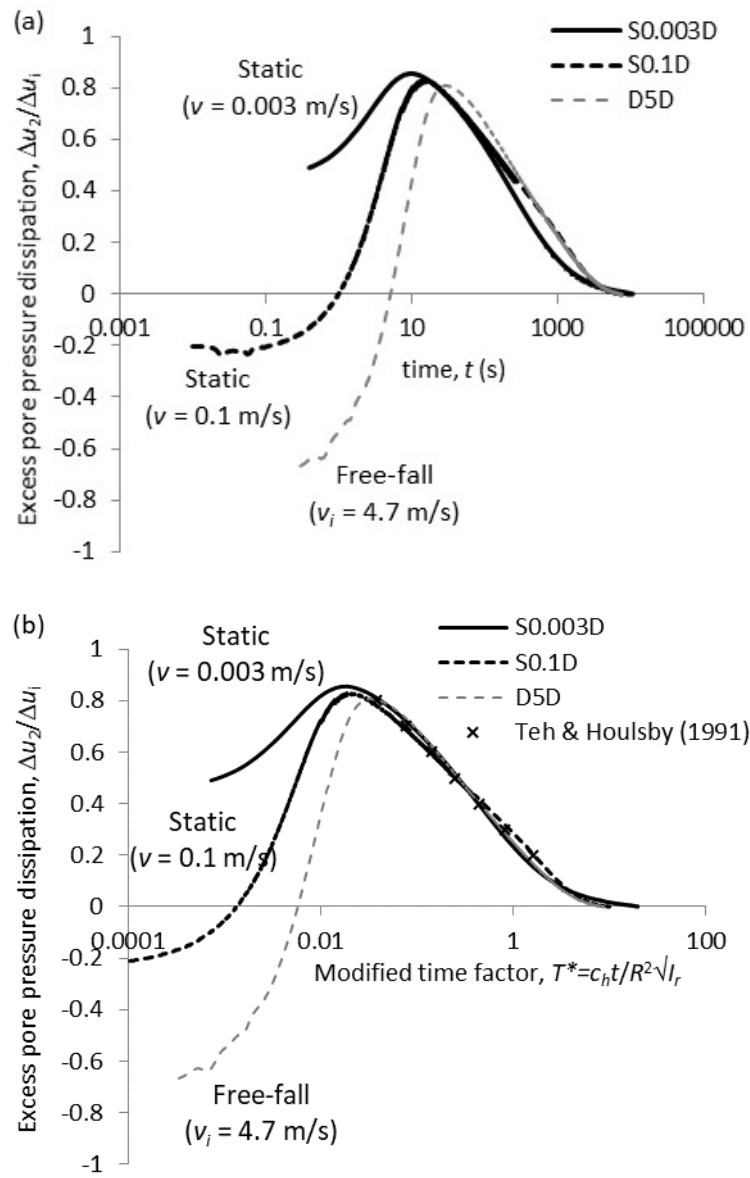 (a)
Excess pore pressure dissipation, Δu2/Δui
1
0.8
0.6
0.4
0.2
0
-0.2
-0.4
-0.6
-0.8
-1
0.001
0.1
10
1000
100000
time, t (s)
Static
(v = 0.003 m/s)
Static
(v = 0.1 m/s)
Free-fall
(vi = 4.7 m/s)
S0.003D
S0.1D
D5D
(b)
Excess pore pressure dissipation, Δu2/Δui
1
0.8
0.6
0.4
0.2
0
-0.2
-0.4
-0.6
-0.8
-1
0.0001
0.01
1
100
Modified time factor, T*=cht/R²√Ir
Static
(v = 0.003 m/s)
Static
(v = 0.1 m/s)
Free-fall
(vi = 4.7 m/s)
S0.003D
S0.1D
D5D
× Teh & Houlsby (1991)